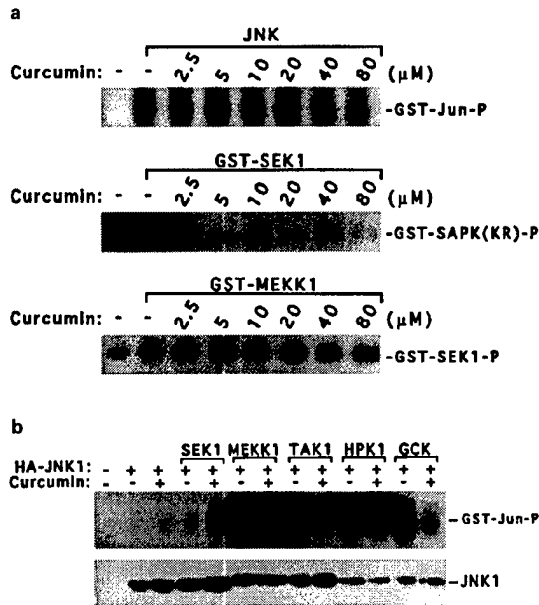 a
JNK
Curcumin: - - 2.5 5 10 20 40 80 (μM)
-GST-Jun-P
GST-SEK1
Curcumin: - - 2.5 5 10 20 40 80 (μM)
-GST-SAPK(KR)-P
GST-MEKK1
Curcumin: - - 2.5 5 10 20 40 80 (μM)
-GST-SEK1-P
b
SEK1 MEKK1 TAK1 HPK1 GCK
HA-JNK1: - + + + + + + + + + + + +
Curcumin: - - + - + - + - + - + - +
-GST-Jun-P
-JNK1